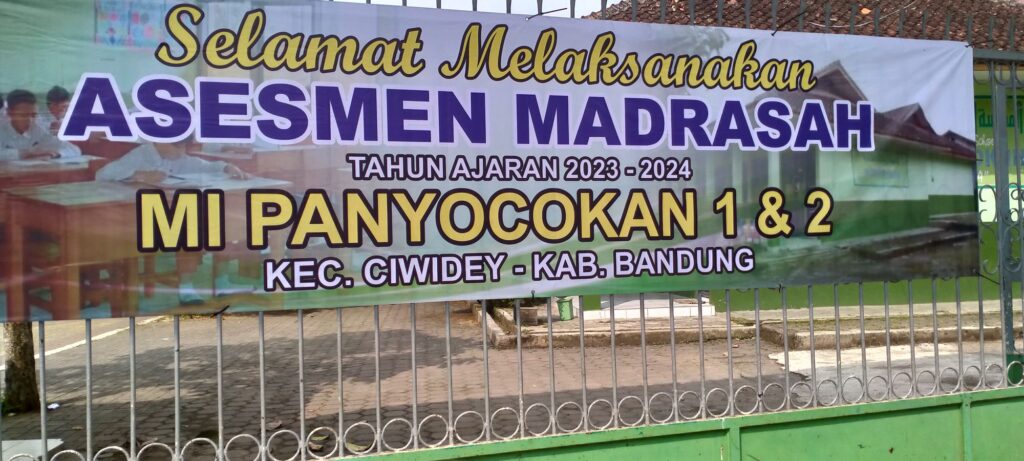 Selamat Melaksanakan
ASESMEN MADRASAH
TAHUN AJARAN 2023 - 2024
MI PANYOCOKAN 1 & 2
KEC. CIWIDEY - KAB. BANDUNG